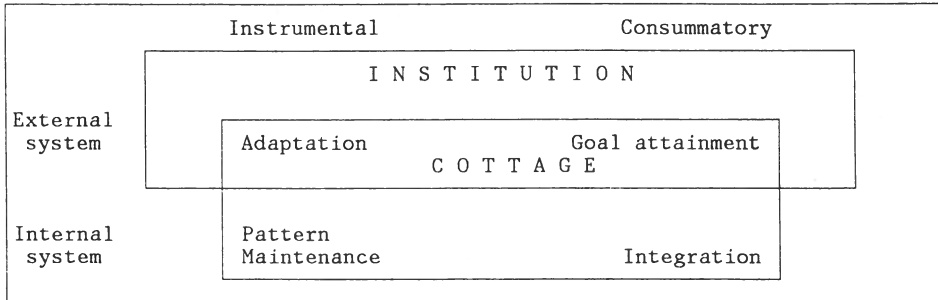 Instrumental Consummatory
I N S T I T U T I O N
External
system
Adaptation Goal attainment
C O T T A G E
Internal
system
Pattern
Maintenance Integration